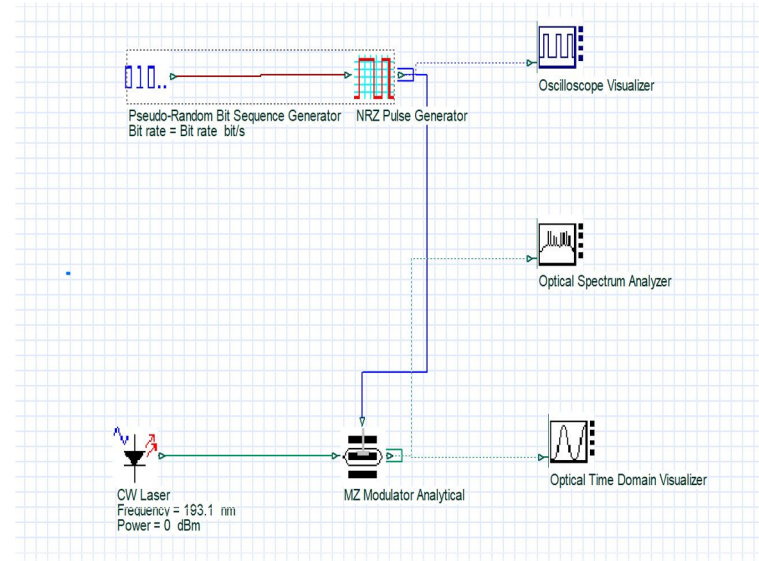 010..
Oscilloscope Visualizer
Pseudo-Random Bit Sequence Generator
Bit rate = Bit rate bit/s
NRZ Pulse Generator
Optical Spectrum Analyzer
CW Laser
Frequency = 193.1 nm
Power = 0 dBm
MZ Modulator Analytical
Optical Time Domain Visualizer